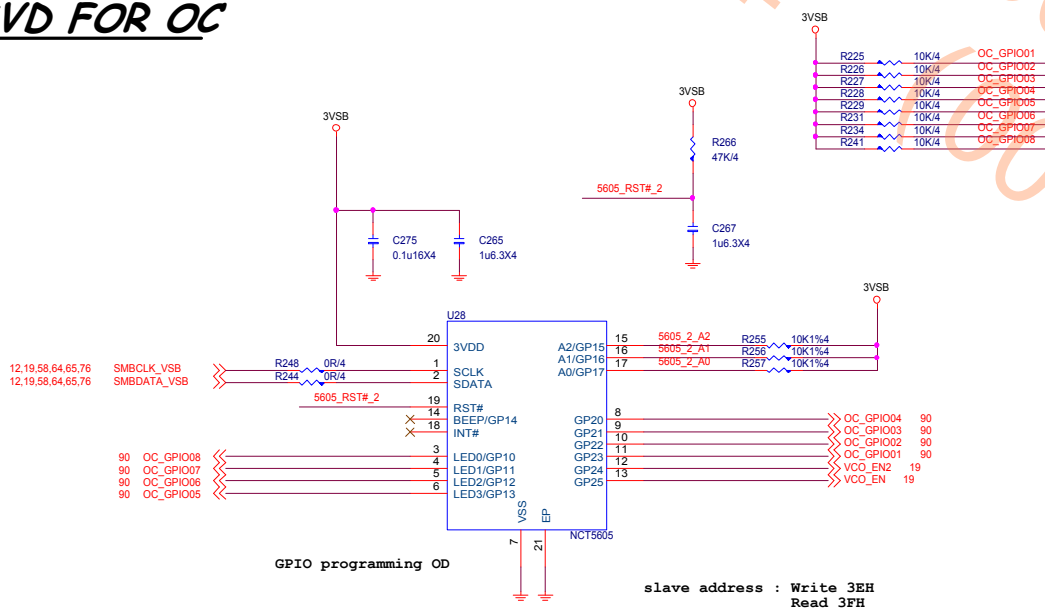 VD FOR OC
3VSB
R225 10K/4 OC_GPIO01
R226 10K/4 OC_GPIO02
R227 10K/4 OC_GPIO03
R228 10K/4 OC_GPIO04
R229 10K/4 OC_GPIO05
R231 10K/4 OC_GPIO06
R234 10K/4 OC_GPIO07
R241 10K/4 OC_GPIO08
3VSB
R266
47K/4
5605_RST#_2
C267
1u6.3X4
3VSB
C275
0.1u16X4
C265
1u6.3X4
3VSB
U28
20 3VDD
12,19,58,64,65,76 SMBCLK_VSB R248 0R/4 1 SCLK
12,19,58,64,65,76 SMBDATA_VSB R244 0R/4 2 SDATA
5605_RST#_2 19 RST#
14 BEEP/GP14
18 INT#
90 OC_GPIO08 3 LED0/GP10
90 OC_GPIO07 4 LED1/GP11
90 OC_GPIO06 5 LED2/GP12
90 OC_GPIO05 6 LED3/GP13
A2/GP15 15 5605_2_A2 R255 10K1%4
A1/GP16 16 5605_2_A1 R256 10K1%4
A0/GP17 17 5605_2_A0 R257 10K1%4
GP20 8 OC_GPIO04 90
GP21 9 OC_GPIO03 90
GP22 10 OC_GPIO02 90
GP23 11 OC_GPIO01 90
GP24 12 VCO_EN2 19
GP25 13 VCO_EN 19
VSS EP
7 21
NCT5605
GPIO programming OD
slave address : Write 3EH
Read 3FH